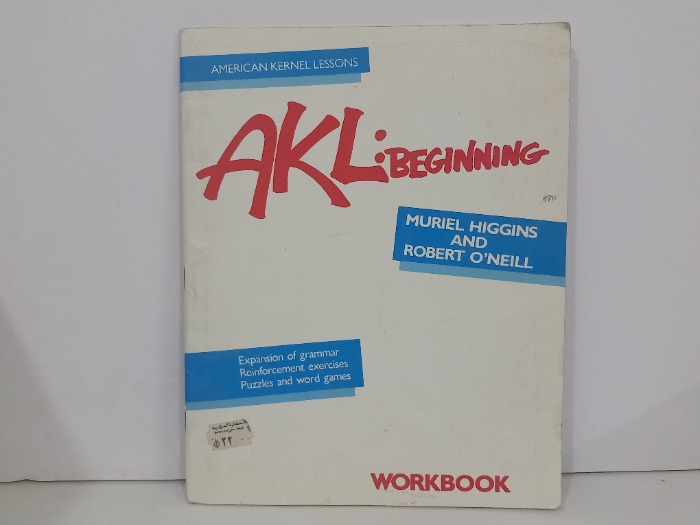 AMERICAN KERNEL LESSONS
AKL: BEGINNING
MURIEL HIGGINS
AND
ROBERT O'NEILL
Expansion of grammar
Reinforcement exercises
Puzzles and word games
WORKBOOK